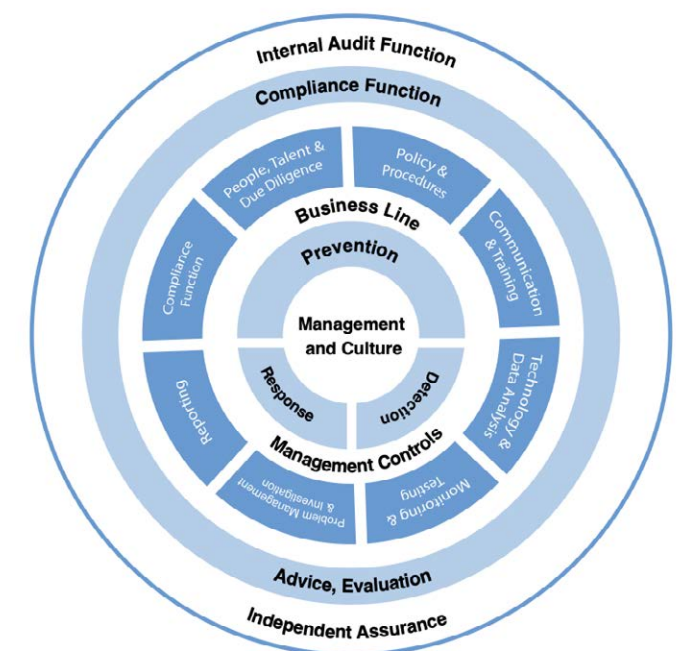 Internal Audit Function
Compliance Function
People, Talent &
Due Diligence
Policy &
Procedures
Compliance
Function
Business Line
Communication
& Training
Prevention
Management
and Culture
Response
Detection
Reporting
Technology &
Data Analysis
Management Controls
Problem Management
& Investigation
Monitoring &
Testing
Advice, Evaluation
Independent Assurance